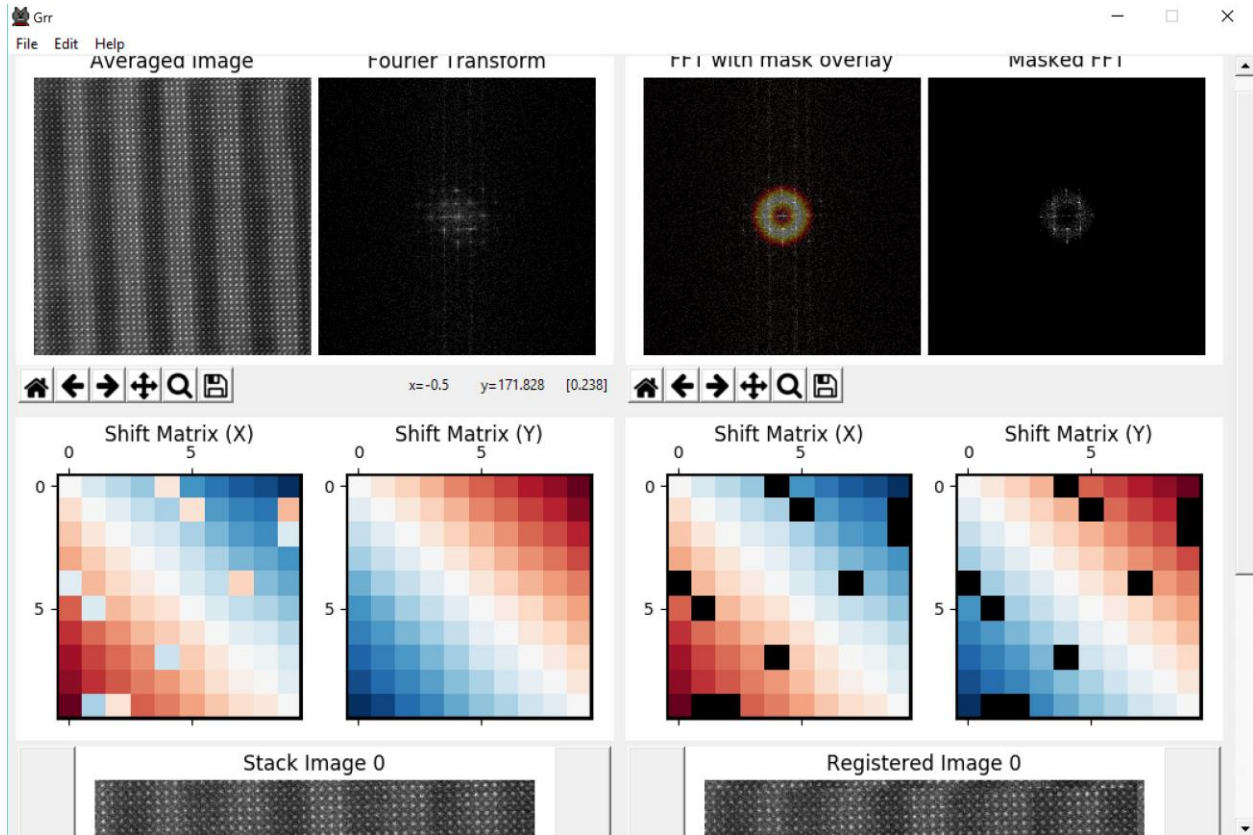 Grr
File Edit Help
Averaged Image Fourier Transform FFT with mask overlay Masked FFT
x=-0.5 y=171.828 [0.238]
Shift Matrix (X) Shift Matrix (Y) Shift Matrix (X) Shift Matrix (Y)
0 5 0 5 0 5 0 5
0 0 0 0
5 5 5 5
Stack Image 0 Registered Image 0